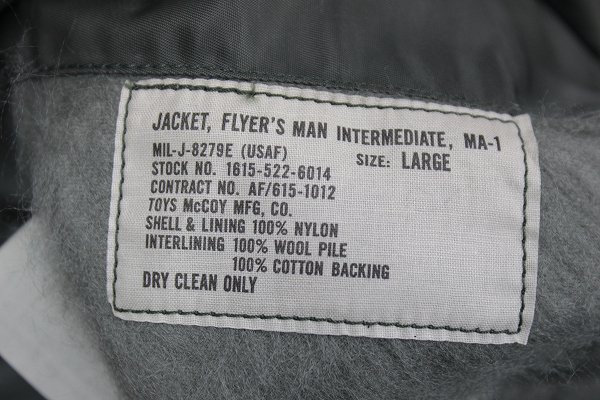 JACKET, FLYER'S MAN INTERMEDIATE, MA-1
MIL-J-8279E (USAF) SIZE: LARGE
STOCK NO. 1615-522-6014
CONTRACT NO. AF/615-1012
TOYS McCOY MFG, CO.
SHELL & LINING 100% NYLON
INTERLINING 100% WOOL PILE
100% COTTON BACKING
DRY CLEAN ONLY